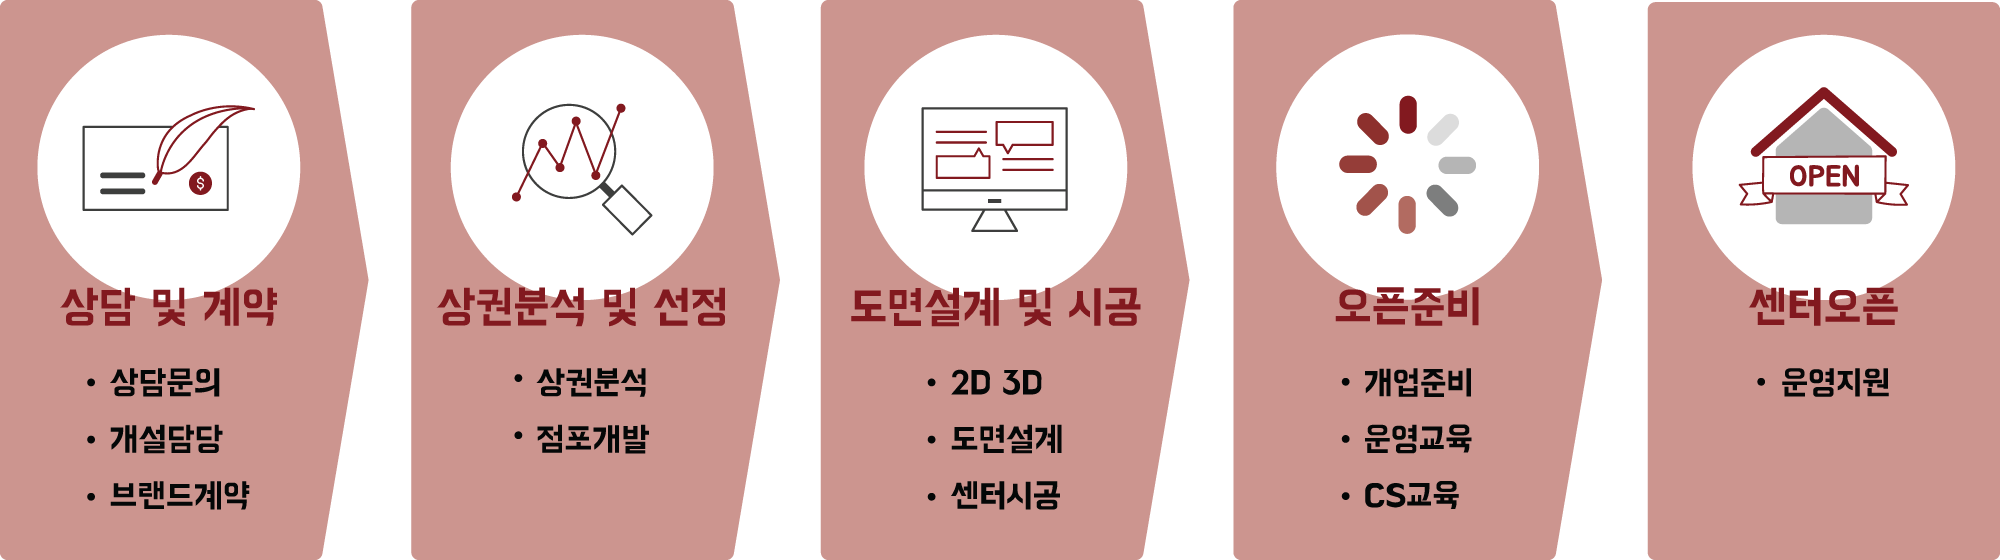 상담 및 계약
• 상담문의
• 개설담당
• 브랜드계약
상권분석 및 선정
• 상권분석
• 점포개발
도면설계 및 시공
• 2D 3D
• 도면설계
• 센터시공
오픈준비
• 개업준비
• 운영교육
• CS교육
OPEN
센터오픈
• 운영지원
$